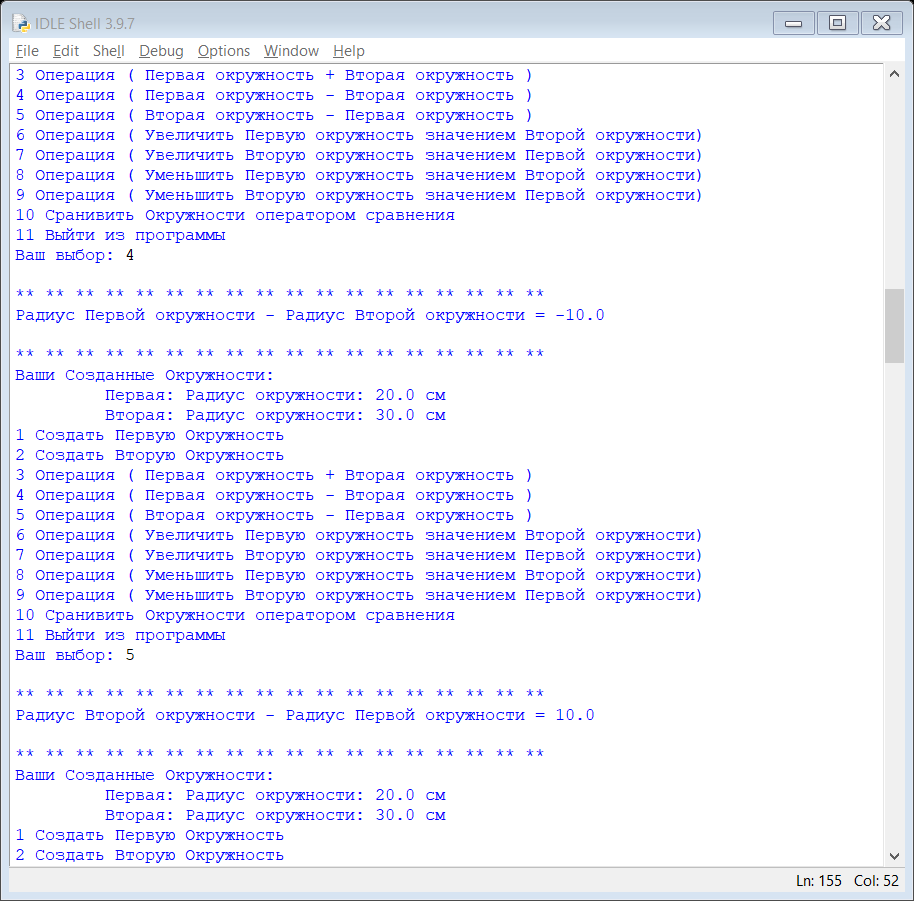 IDLE Shell 3.9.7
File Edit Shell Debug Options Window Help
3 Операция ( Первая окружность + Вторая окружность )
4 Операция ( Первая окружность - Вторая окружность )
5 Операция ( Вторая окружность - Первая окружность )
6 Операция ( Увеличить Первую окружность значением Второй окружности)
7 Операция ( Увеличить Вторую окружность значением Первой окружности)
8 Операция ( Уменьшить Первую окружность значением Второй окружности)
9 Операция ( Уменьшить Вторую окружность значением Первой окружности)
10 Сранивить Окружности оператором сравнения
11 Выйти из программы
Ваш выбор: 4
** ** ** ** ** ** ** ** ** ** ** ** ** ** ** ** ** **
Радиус Первой окружности - Радиус Второй окружности = -10.0
** ** ** ** ** ** ** ** ** ** ** ** ** ** ** ** ** **
Ваши Созданные Окружности:
Первая: Радиус окружности: 20.0 см
Вторая: Радиус окружности: 30.0 см
1 Создать Первую Окружность
2 Создать Вторую Окружность
3 Операция ( Первая окружность + Вторая окружность )
4 Операция ( Первая окружность - Вторая окружность )
5 Операция ( Вторая окружность - Первая окружность )
6 Операция ( Увеличить Первую окружность значением Второй окружности)
7 Операция ( Увеличить Вторую окружность значением Первой окружности)
8 Операция ( Уменьшить Первую окружность значением Второй окружности)
9 Операция ( Уменьшить Вторую окружность значением Первой окружности)
10 Сранивить Окружности оператором сравнения
11 Выйти из программы
Ваш выбор: 5
** ** ** ** ** ** ** ** ** ** ** ** ** ** ** ** ** **
Радиус Второй окружности - Радиус Первой окружности = 10.0
** ** ** ** ** ** ** ** ** ** ** ** ** ** ** ** ** **
Ваши Созданные Окружности:
Первая: Радиус окружности: 20.0 см
Вторая: Радиус окружности: 30.0 см
1 Создать Первую Окружность
2 Создать Вторую Окружность
Ln: 155 Col: 52